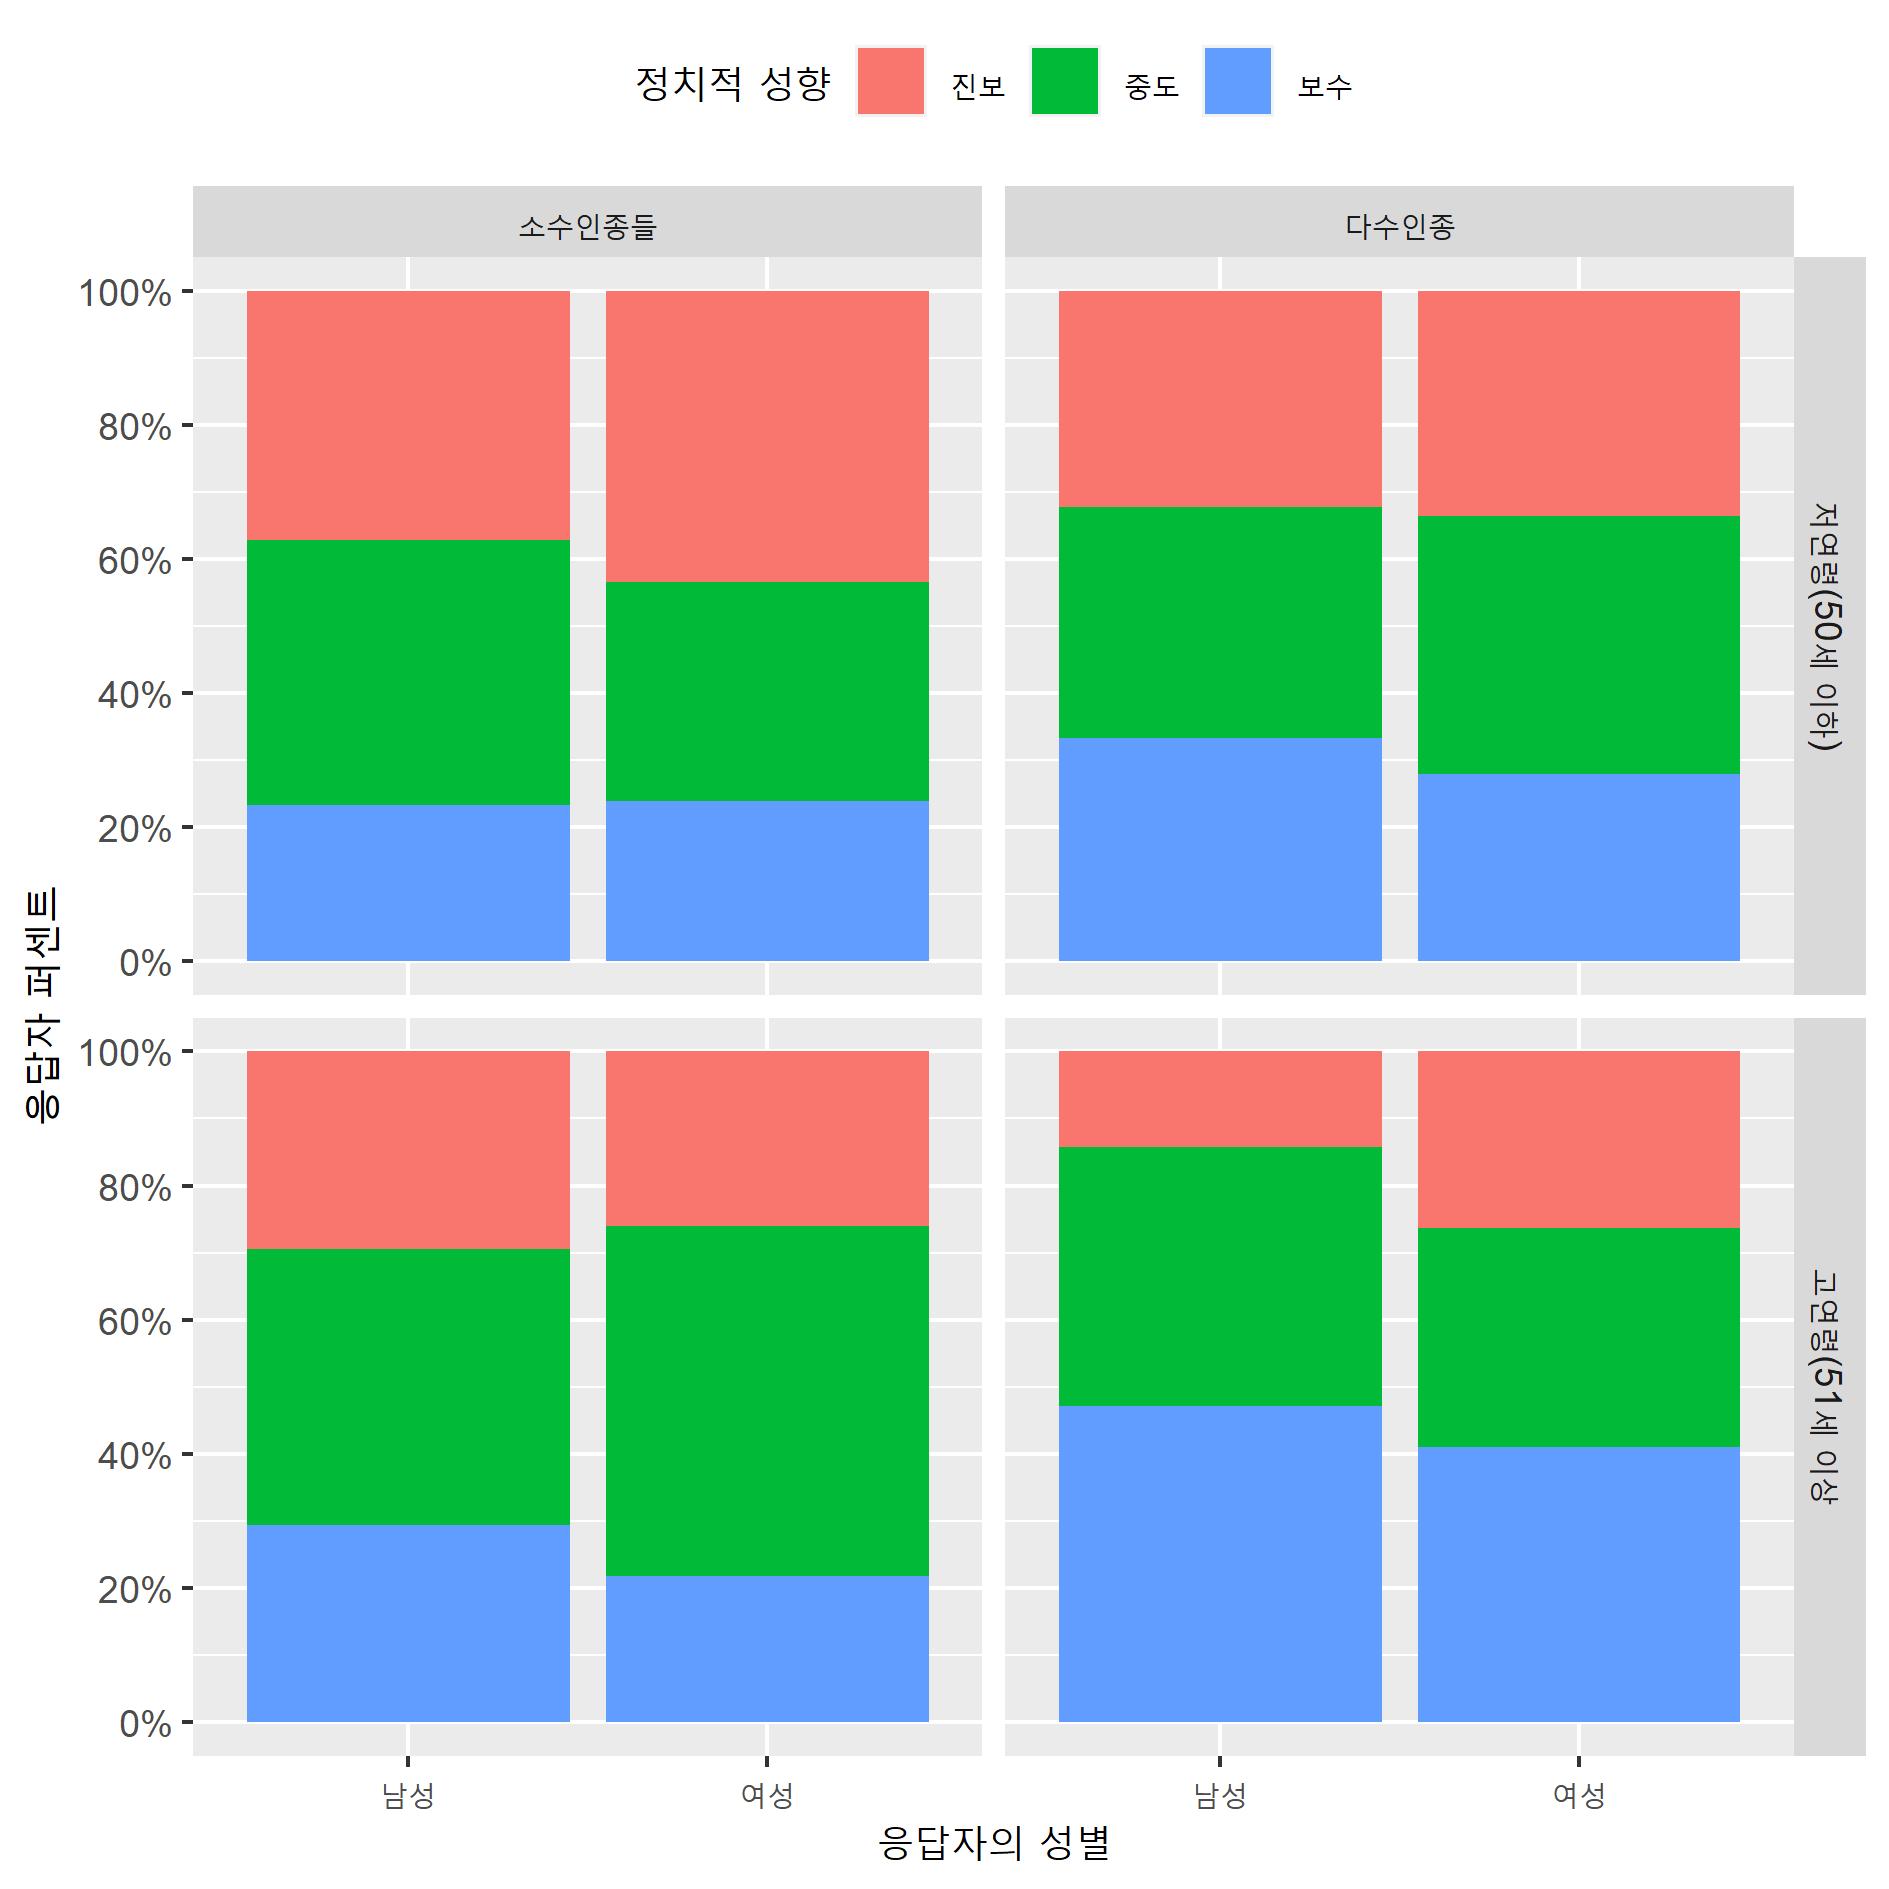 정치적 성향 진보 중도 보수
소수인종들 다수인종
100%
80%
60%
40%
20%
0%
저연령(50세 이하)
응답자 퍼센트
100%
80%
60%
40%
20%
0%
고연령(51세 이상
남성 여성 남성 여성
응답자의 성별